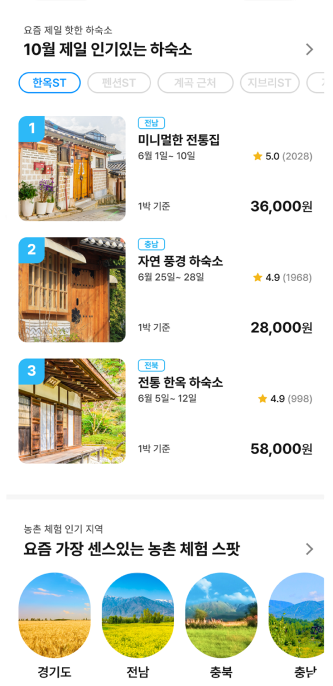 요즘 제일 핫한 하숙소
10월 제일 인기있는 하숙소
한옥ST 펜션ST 계곡 근처 지브리ST
1
전남
미니멀한 전통집
6월 1일~ 10일 5.0 (2028)
1박 기준 36,000원
2
충남
자연 풍경 하숙소
6월 25일~ 28일 4.9 (1968)
1박 기준 28,000원
3
전북
전통 한옥 하숙소
6월 5일~ 12일 4.9 (998)
1박 기준 58,000원
농촌 체험 인기 지역
요즘 가장 센스있는 농촌 체험 스팟
경기도 전남 충북 충남